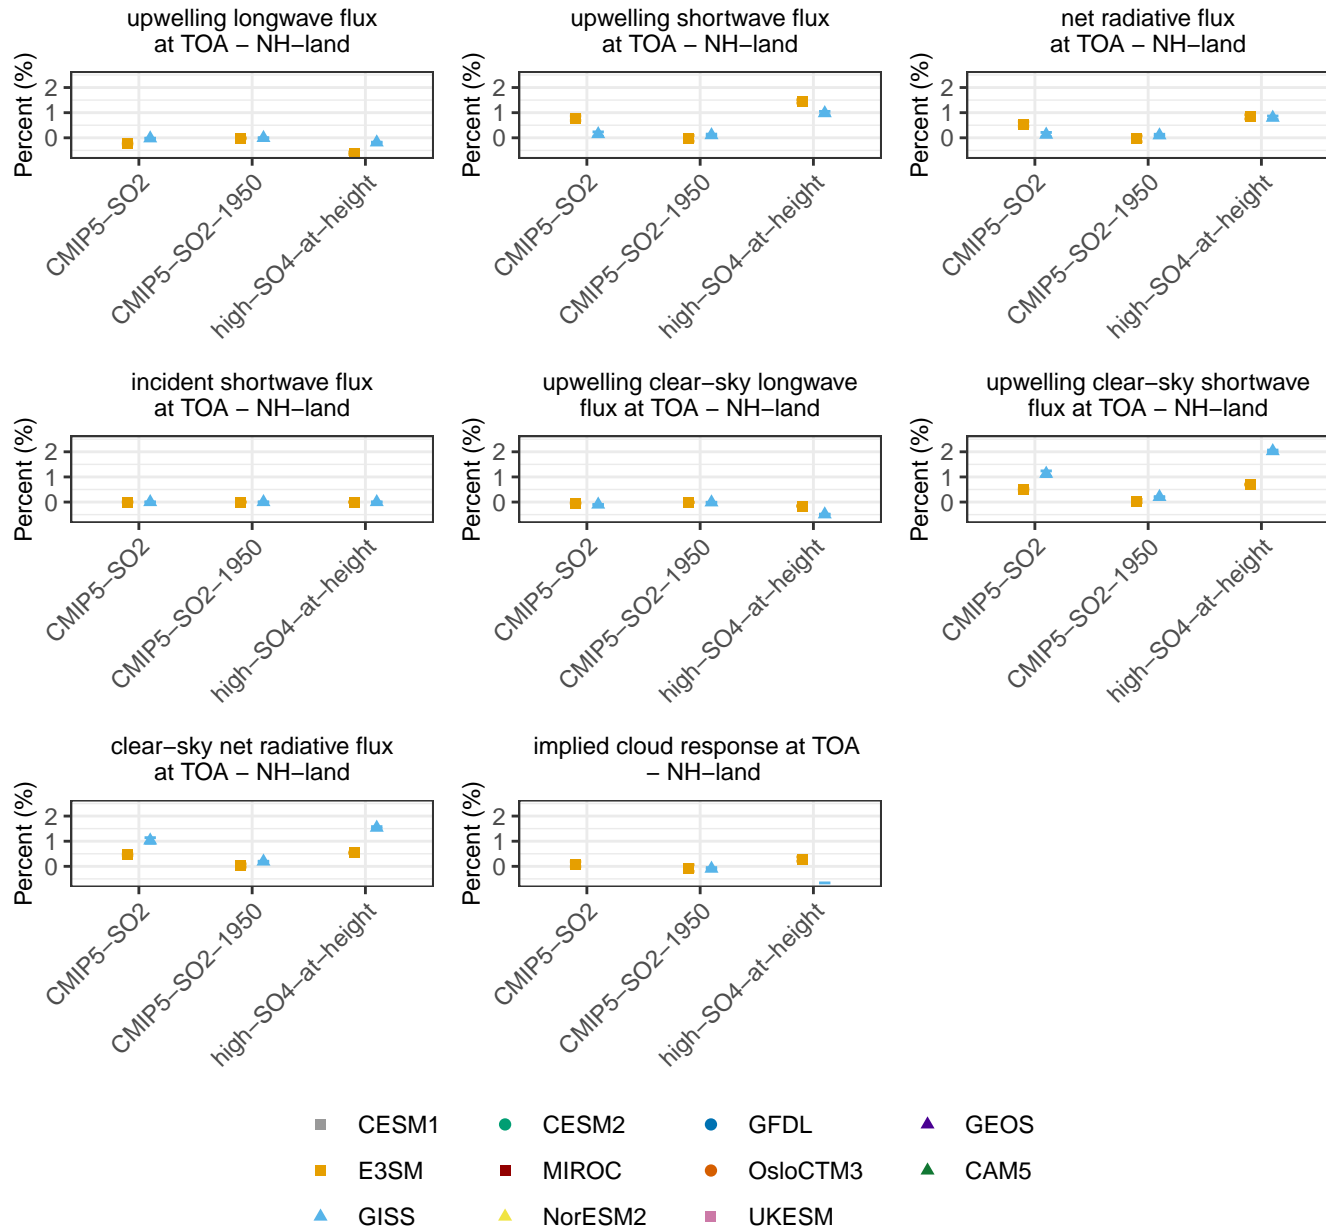 upwelling longwave flux
at TOA − NH−land
Percent (%)
2
1
0
CMIP5−SO2
CMIP5−SO2−1950
high−SO4−at−height
upwelling shortwave flux
at TOA − NH−land
Percent (%)
2
1
0
CMIP5−SO2
CMIP5−SO2−1950
high−SO4−at−height
net radiative flux
at TOA − NH−land
Percent (%)
2
1
0
CMIP5−SO2
CMIP5−SO2−1950
high−SO4−at−height
incident shortwave flux
at TOA − NH−land
Percent (%)
2
1
0
CMIP5−SO2
CMIP5−SO2−1950
high−SO4−at−height
upwelling clear−sky longwave
flux at TOA − NH−land
Percent (%)
2
1
0
CMIP5−SO2
CMIP5−SO2−1950
high−SO4−at−height
upwelling clear−sky shortwave
flux at TOA − NH−land
Percent (%)
2
1
0
CMIP5−SO2
CMIP5−SO2−1950
high−SO4−at−height
clear−sky net radiative flux
at TOA − NH−land
Percent (%)
2
1
0
CMIP5−SO2
CMIP5−SO2−1950
high−SO4−at−height
implied cloud response at TOA
− NH−land
Percent (%)
2
1
0
CMIP5−SO2
CMIP5−SO2−1950
high−SO4−at−height
CESM1 CESM2 GFDL GEOS
E3SM MIROC OsloCTM3 CAM5
GISS NorESM2 UKESM